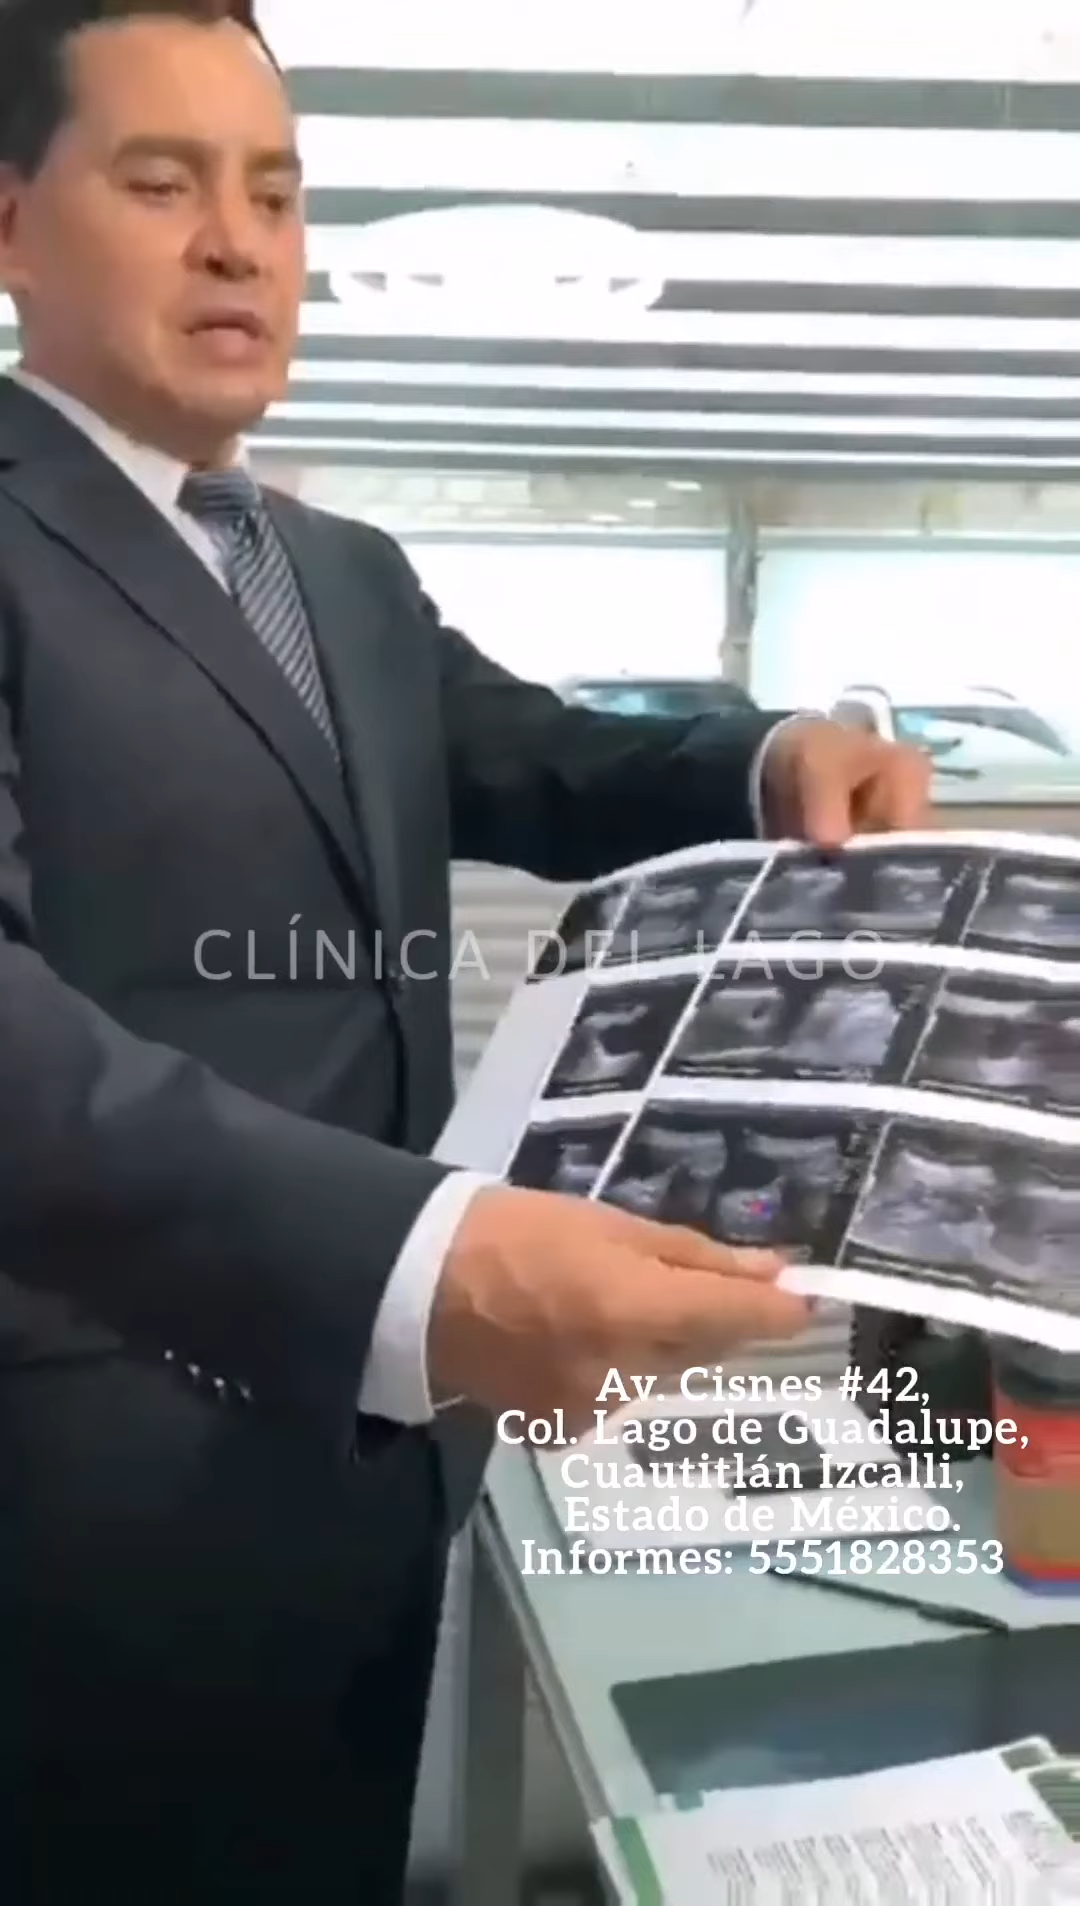 CLÍNICA DEL LAGO
Av. Cisnes #42,
Col. Lago de Guadalupe,
Cuautitlán Izcalli,
Estado de México.
Informes: 5551828353